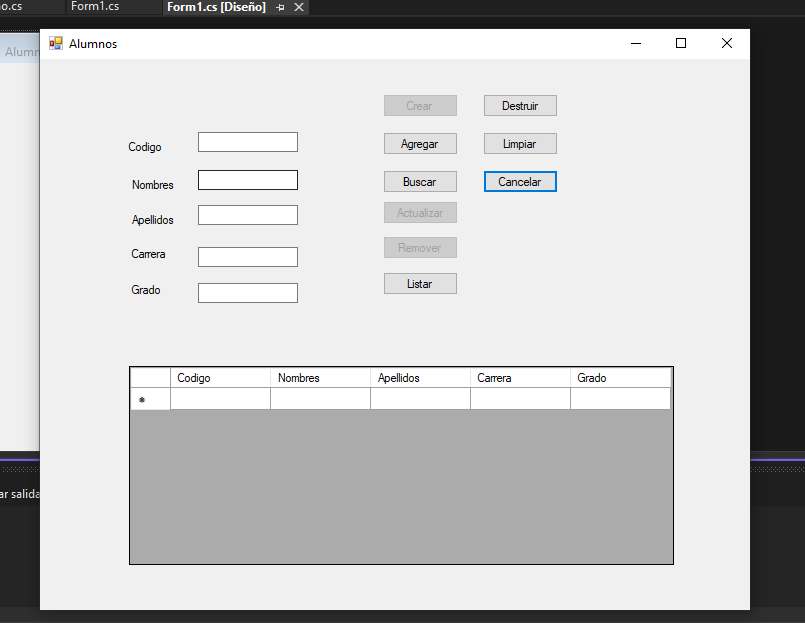 o.cs Form1.cs Form1.cs [Diseño]
Alumnos
Crear Destruir
Codigo Agregar Limpiar
Nombres Buscar Cancelar
Apellidos Actualizar
Carrera Remover
Grado Listar
Codigo Nombres Apellidos Carrera Grado
ar salida